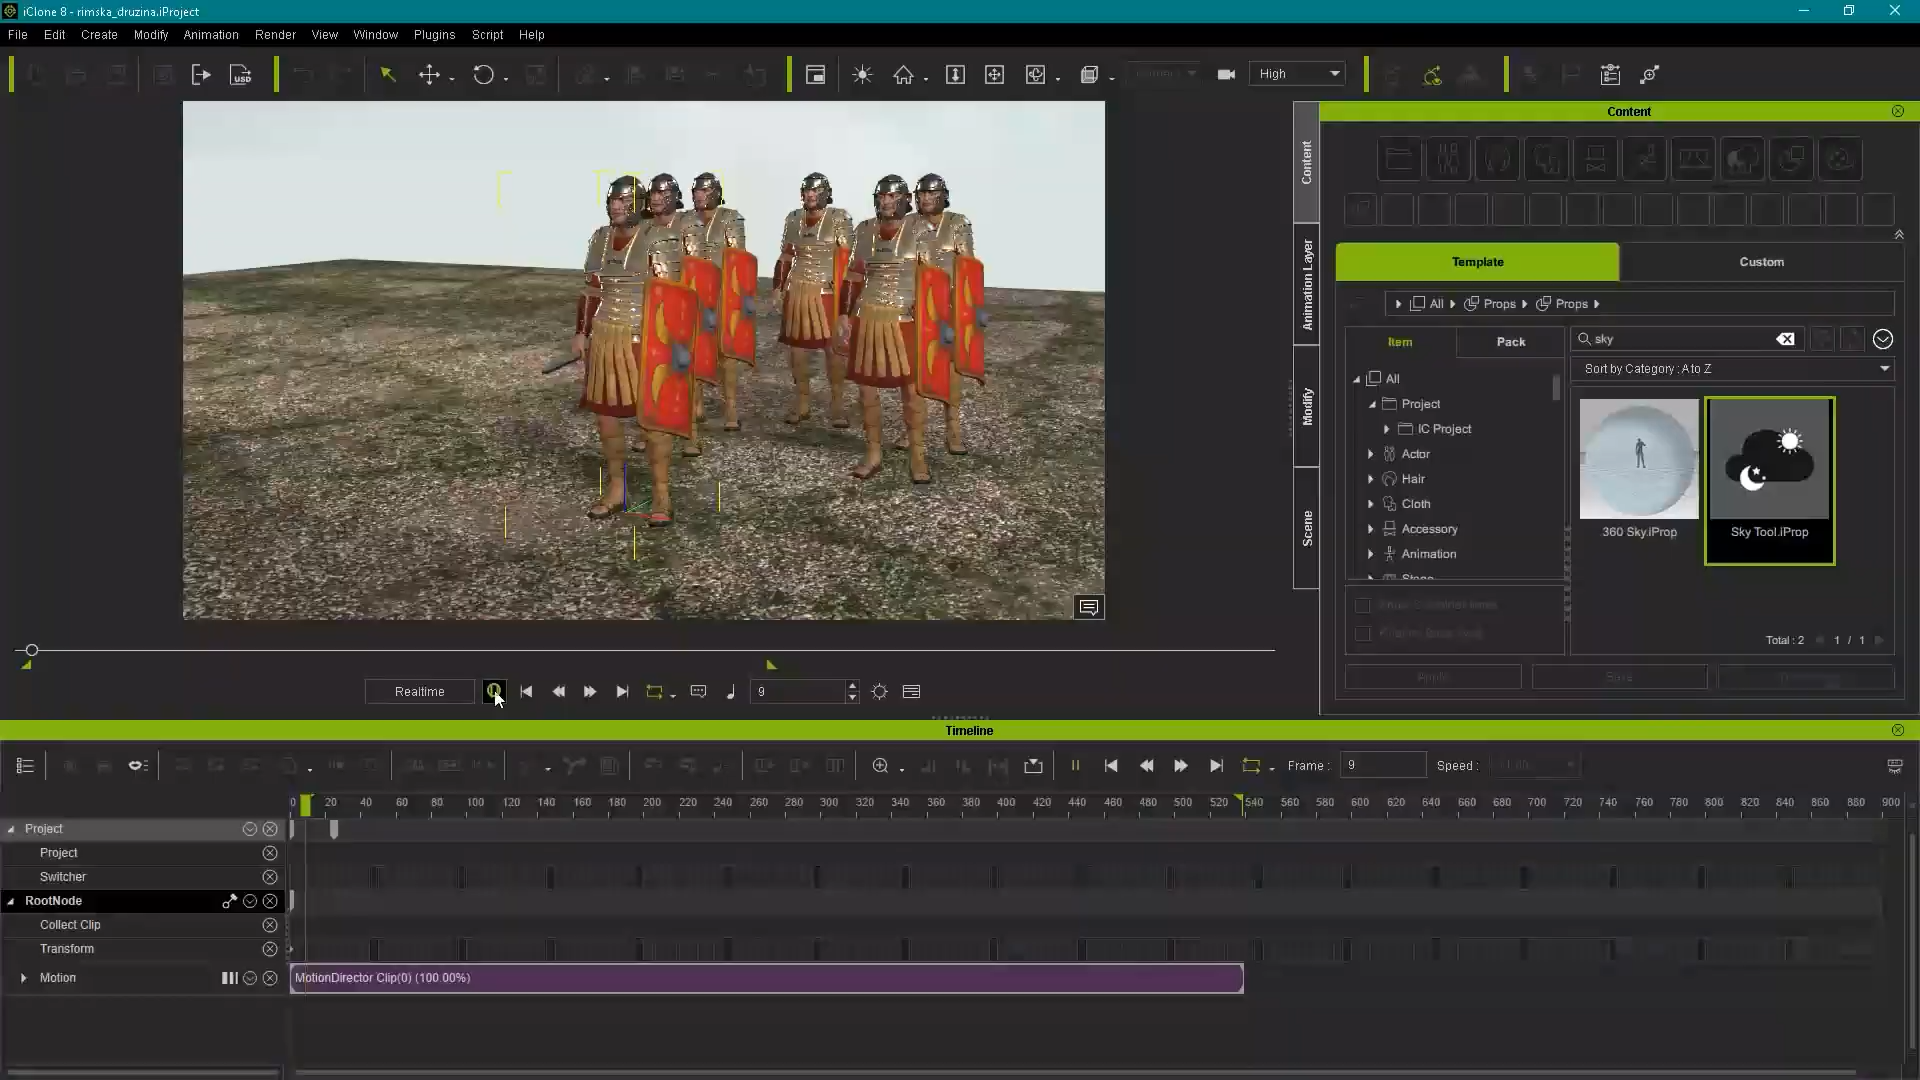 iClone 8 - rimska_druzina.iProject
File Edit Create Modify Animation Render View Window Plugins Script Help
USD High
Content
Content
Animation Layer
Modify
Scene
Template Custom
All Props Props
Item Pack
sky
Sort by Category : A to Z
All
Project
IC Project
Actor
Hair
Cloth
Accessory
Animation
Stage
360 Sky.iProp
Sky Tool.iProp
Total : 2 1 / 1
Apply
Realtime 9
Timeline
Frame : 9 Speed :
0 20 40 60 80 100 120 140 160 180 200 220 240 260 280 300 320 340 360 380 400 420 440 460 480 500 520 540 560 580 600 620 640 660 680 700 720 740 760 780 800 820 840 860 880 900
Project
Project
Switcher
RootNode
Collect Clip
Transform
Motion
MotionDirector Clip(0) (100.00%)